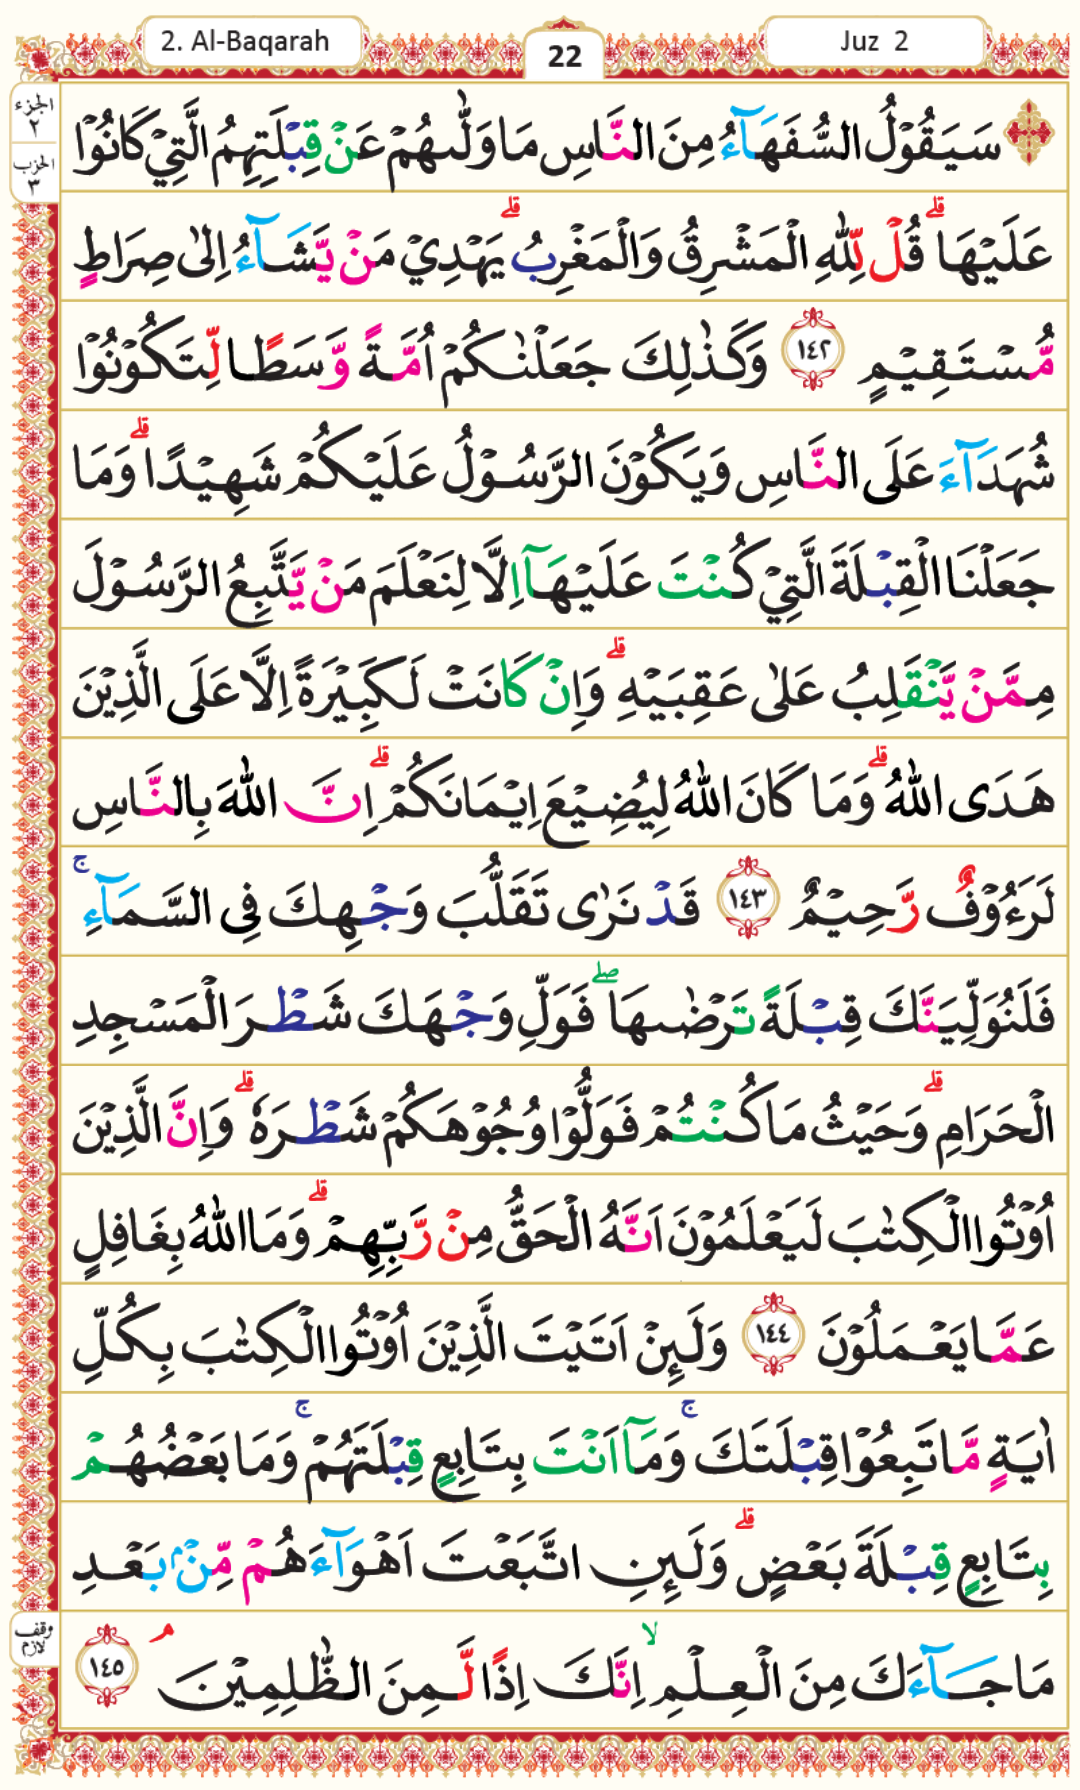 2. Al-Baqarah
22
Juz 2
الجزء
٢
الحزب
٣
سَيَقُوْلُ السُّفَهَآءُ مِنَ النَّاسِ مَا وَلّٰىهُمْ عَنْ قِبْلَتِهِمُ الَّتِيْ كَانُوْا
عَلَيْهَا ۗ قُلْ لِّلّٰهِ الْمَشْرِقُ وَالْمَغْرِبُ ۗ يَهْدِيْ مَنْ يَّشَآءُ اِلٰى صِرَاطٍ
مُّسْتَقِيْمٍ ١٤٢ وَكَذٰلِكَ جَعَلْنٰكُمْ اُمَّةً وَّسَطًا لِّتَكُوْنُوْا
شُهَدَآءَ عَلَى النَّاسِ وَيَكُوْنَ الرَّسُوْلُ عَلَيْكُمْ شَهِيْدًا ۗ وَمَا
جَعَلْنَا الْقِبْلَةَ الَّتِيْ كُنْتَ عَلَيْهَآ اِلَّا لِنَعْلَمَ مَنْ يَّتَّبِعُ الرَّسُوْلَ
مِمَّنْ يَّنْقَلِبُ عَلٰى عَقِبَيْهِ ۗ وَاِنْ كَانَتْ لَكَبِيْرَةً اِلَّا عَلَى الَّذِيْنَ
هَدَى اللّٰهُ ۗ وَمَا كَانَ اللّٰهُ لِيُضِيْعَ اِيْمَانَكُمْ ۗ اِنَّ اللّٰهَ بِالنَّاسِ
لَرَءُوْفٌ رَّحِيْمٌ ١٤٣ قَدْ نَرٰى تَقَلُّبَ وَجْهِكَ فِى السَّمَآءِ ۚ
فَلَنُوَلِّيَنَّكَ قِبْلَةً تَرْضٰىهَا ۖ فَوَلِّ وَجْهَكَ شَطْرَ الْمَسْجِدِ
الْحَرَامِ ۗ وَحَيْثُ مَا كُنْتُمْ فَوَلُّوْا وُجُوْهَكُمْ شَطْرَهٗ ۗ وَاِنَّ الَّذِيْنَ
اُوْتُوا الْكِتٰبَ لَيَعْلَمُوْنَ اَنَّهُ الْحَقُّ مِنْ رَّبِّهِمْ ۗ وَمَا اللّٰهُ بِغَافِلٍ
عَمَّا يَعْمَلُوْنَ ١٤٤ وَلَىِٕنْ اَتَيْتَ الَّذِيْنَ اُوْتُوا الْكِتٰبَ بِكُلِّ
اٰيَةٍ مَّا تَبِعُوْا قِبْلَتَكَ ۚ وَمَآ اَنْتَ بِتَابِعٍ قِبْلَتَهُمْ ۚ وَمَا بَعْضُهُمْ
بِتَابِعٍ قِبْلَةَ بَعْضٍ ۗ وَلَىِٕنِ اتَّبَعْتَ اَهْوَآءَهُمْ مِّنْۢ بَعْدِ
مَا جَآءَكَ مِنَ الْعِلْمِ ۙ اِنَّكَ اِذًا لَّمِنَ الظّٰلِمِيْنَ ۘ ١٤٥
وقف
لازم